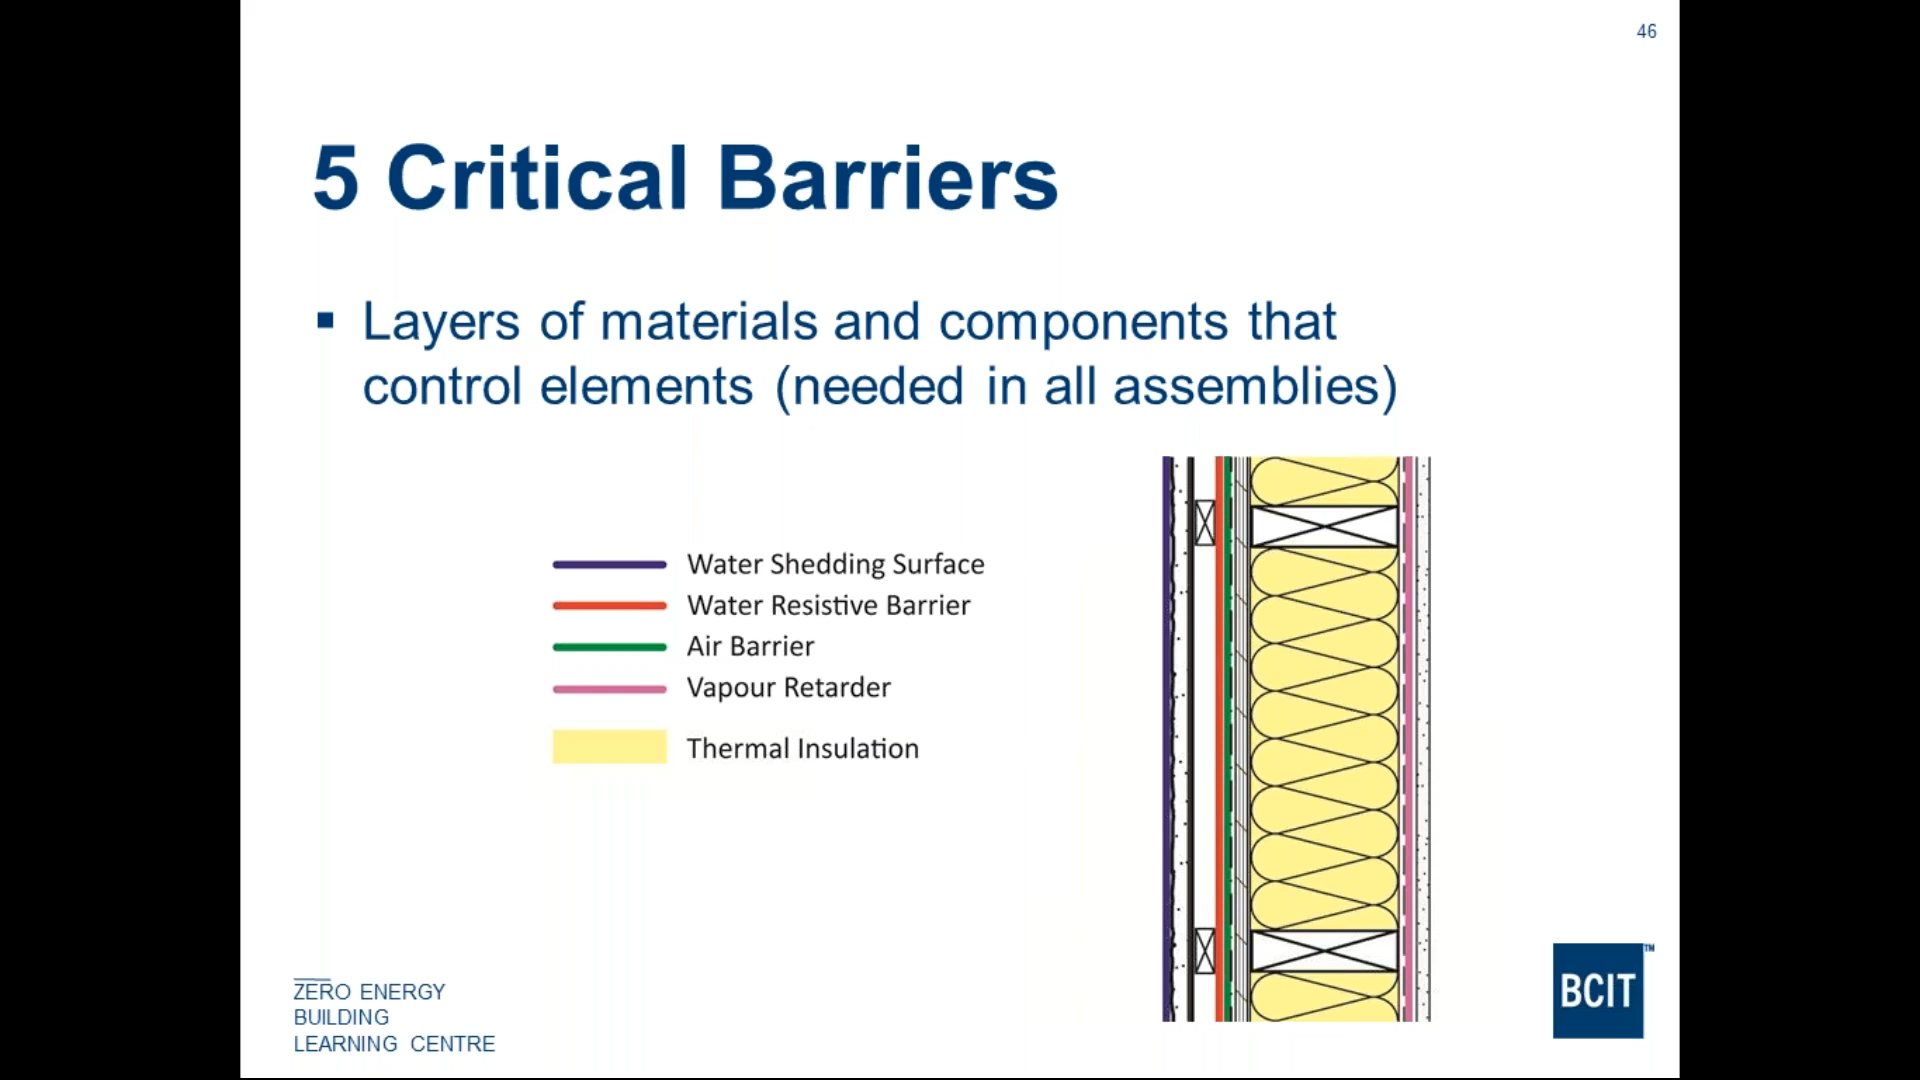 46
5 Critical Barriers
▪ Layers of materials and components that
control elements (needed in all assemblies)
Water Shedding Surface
Water Resistive Barrier
Air Barrier
Vapour Retarder
Thermal Insulation
ZERO ENERGY
BUILDING
LEARNING CENTRE
BCIT™